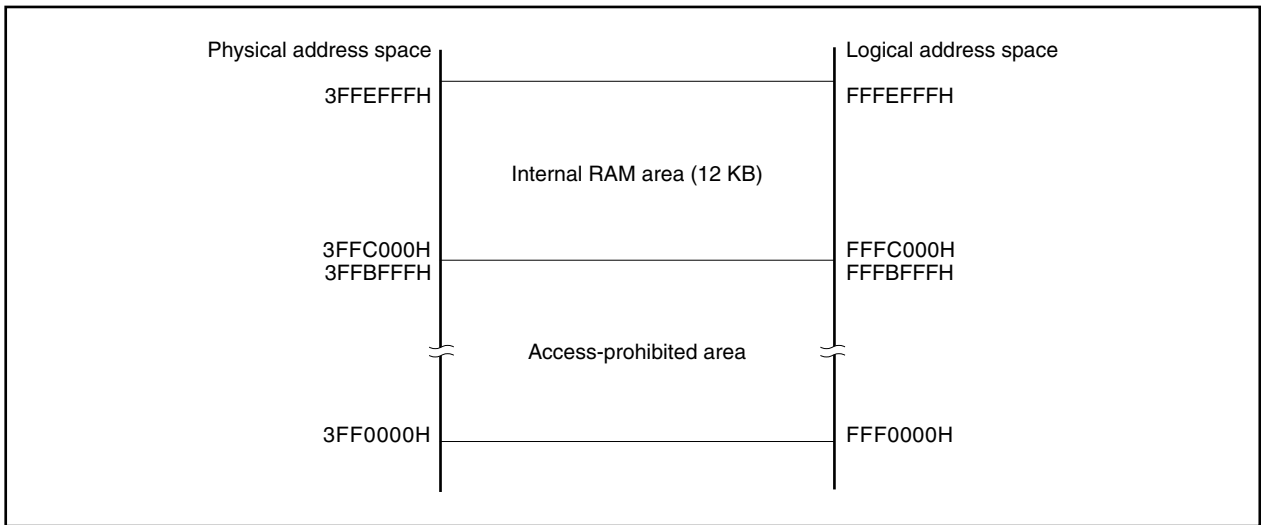 Physical address space
Logical address space
3FFEFFFH
FFFEFFFH
Internal RAM area (12 KB)
3FFC000H
FFFC000H
3FFBFFFH
FFFBFFFH
Access-prohibited area
3FF0000H
FFF0000H